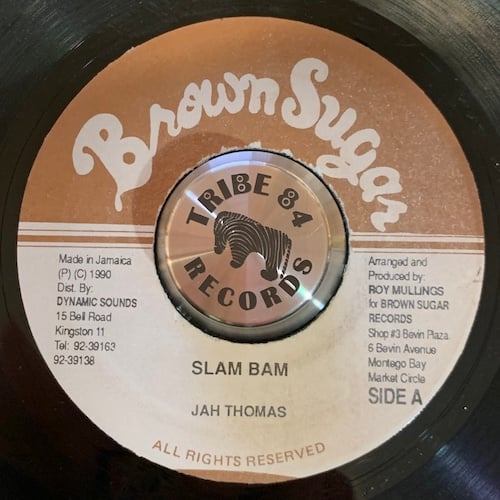 Brown Sugar
TRIBE 84
RECORDS
Made in Jamaica
(P) (C) 1990
Dist. By:
DYNAMIC SOUNDS
15 Bell Road
Kingston 11
Tel: 92-39163
92-39138
Arranged and
Produced by:
ROY MULLINGS
for BROWN SUGAR
RECORDS
Shop #3 Bevin Plaza
6 Bevin Avenue
Montego Bay
Market Circle
SIDE A
SLAM BAM
JAH THOMAS
ALL RIGHTS RESERVED